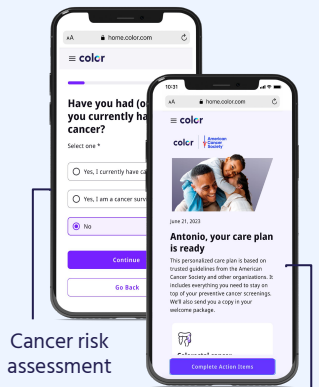 AA home.color.com
color
Have you had (o
you currently ha
cancer?
Select one *
Yes, I currently have ca
Yes, I am a cancer surv
No
Continue
Go Back
10:31
AA home.color.com
color
color American
Cancer
Society
June 21, 2023
Antonio, your care plan
is ready
This personalized care plan is based on
trusted guidelines from the American
Cancer Society and other organizations. It
includes everything you need to stay on
top of your preventive cancer screenings.
We'll also send you a copy in your
welcome package.
Colorectal cancer
Complete Action Items
Cancer risk
assessment